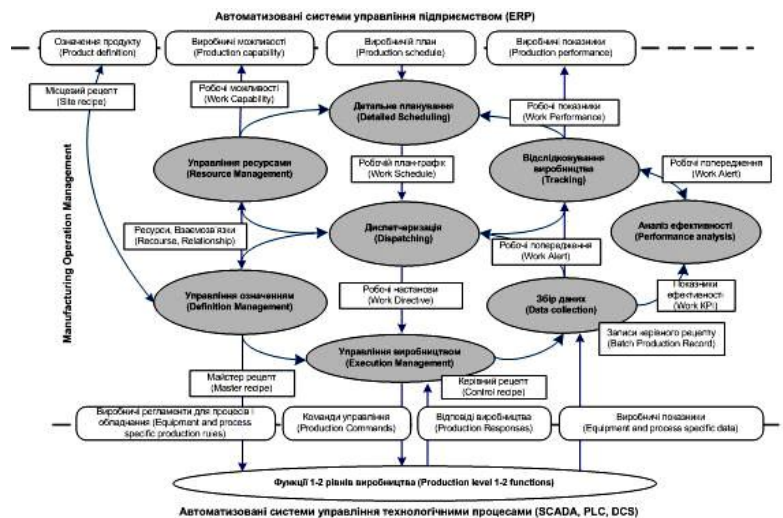 Автоматизовані системи управління підприємством (ERP)
Означення продукту
(Product definition)
Виробничі можливості
(Production capability)
Виробничій план
(Production schedule)
Виробничі показники
(Production performance)
Місцевий рецепт
(Site recipe)
Робочі можливості
(Work Capability)
Детальне планування
(Detailed Scheduling)
Робочі показники
(Work Performance)
Управління ресурсами
(Resource Management)
Робочій план-графік
(Work Schedule)
Відслідковування
виробництва
(Tracking)
Робочі попередження
(Work Alert)
Manufacturing Operation Management
Ресурси, Взаємозв'язки
(Recourse, Relationship)
Диспетчеризація
(Dispatching)
Робочі попередження
(Work Alert)
Аналіз ефективності
(Performance analysis)
Управління означенням
(Definition Management)
Робочі настанови
(Work Directive)
Збір даних
(Data collection)
Показники
ефективності
(Work KPI)
Управління виробництвом
(Execution Management)
Записи керівного рецепту
(Batch Production Record)
Майстер рецепт
(Master recipe)
Керівний рецепт
(Control recipe)
Виробничі регламенти для процесів і
обладнання (Equipment and process
specific production rules)
Команди управління
(Production Commands)
Відповіді виробництва
(Production Responses)
Виробничі показники
(Equipment and process specific data)
Функції 1-2 рівнів виробництва (Production level 1-2 functions)
Автоматизовані системи управління технологічними процесами (SCADA, PLC, DCS)